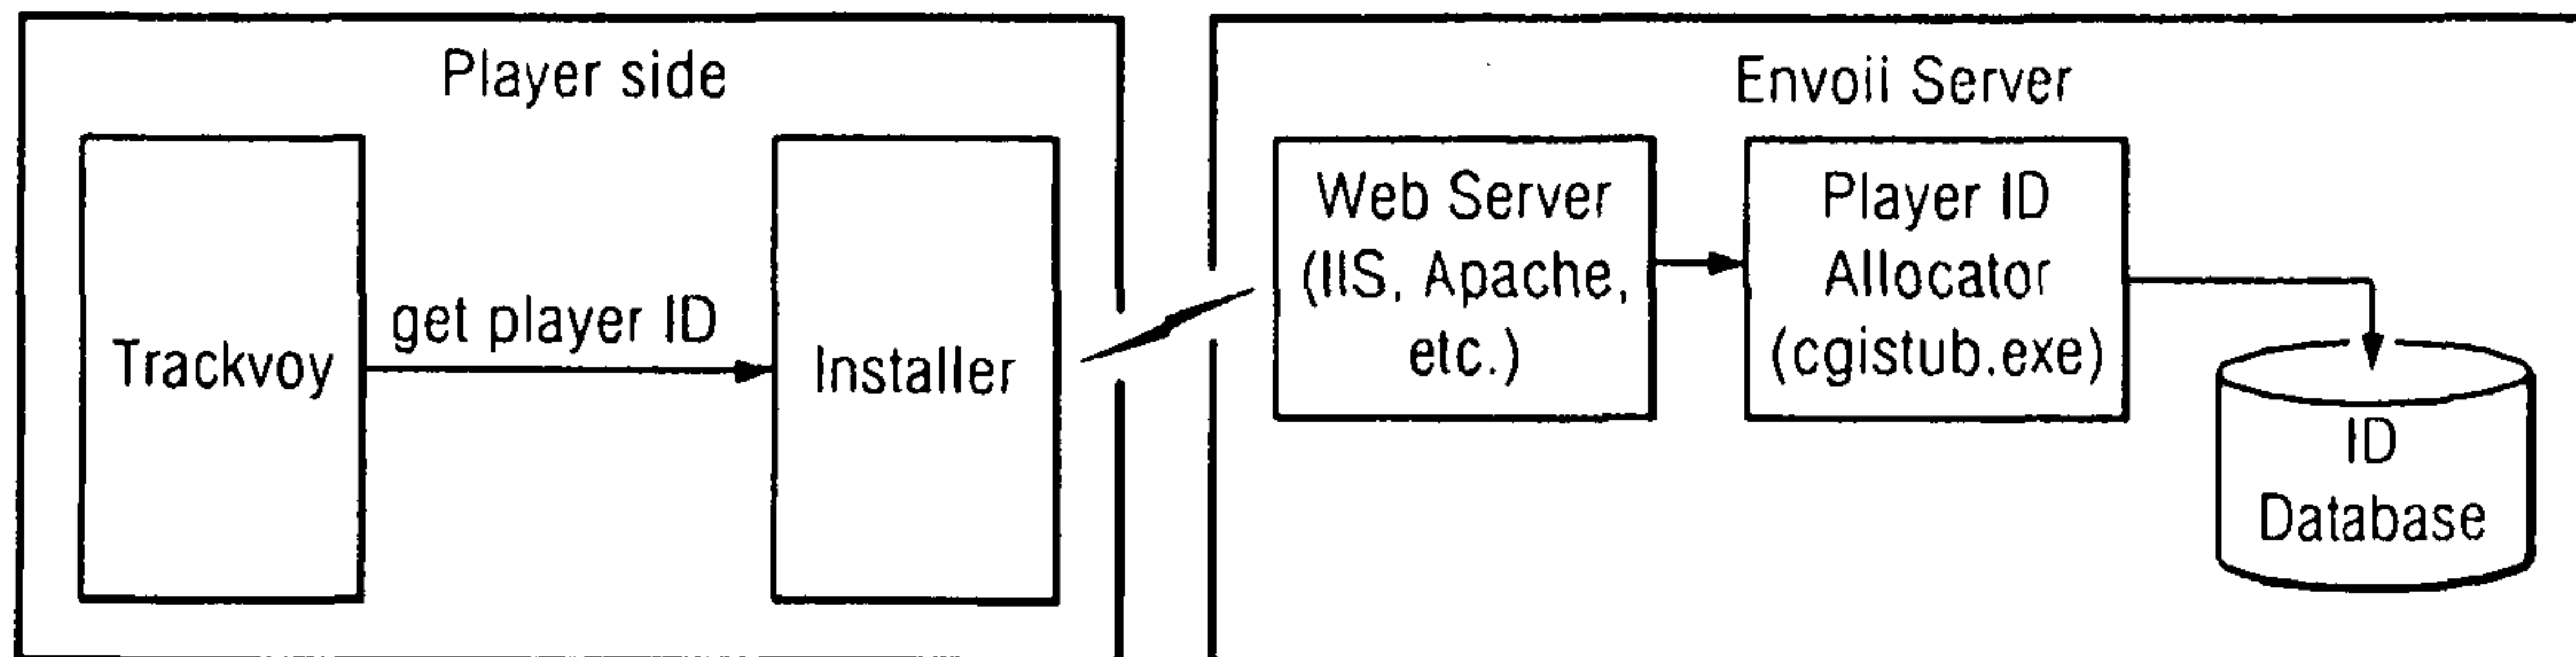 Player side
Envoii Server
Trackvoy
get player ID
Installer
Web Server
(IIS, Apache,
etc.)
Player ID
Allocator
(cgistub.exe)
ID
Database